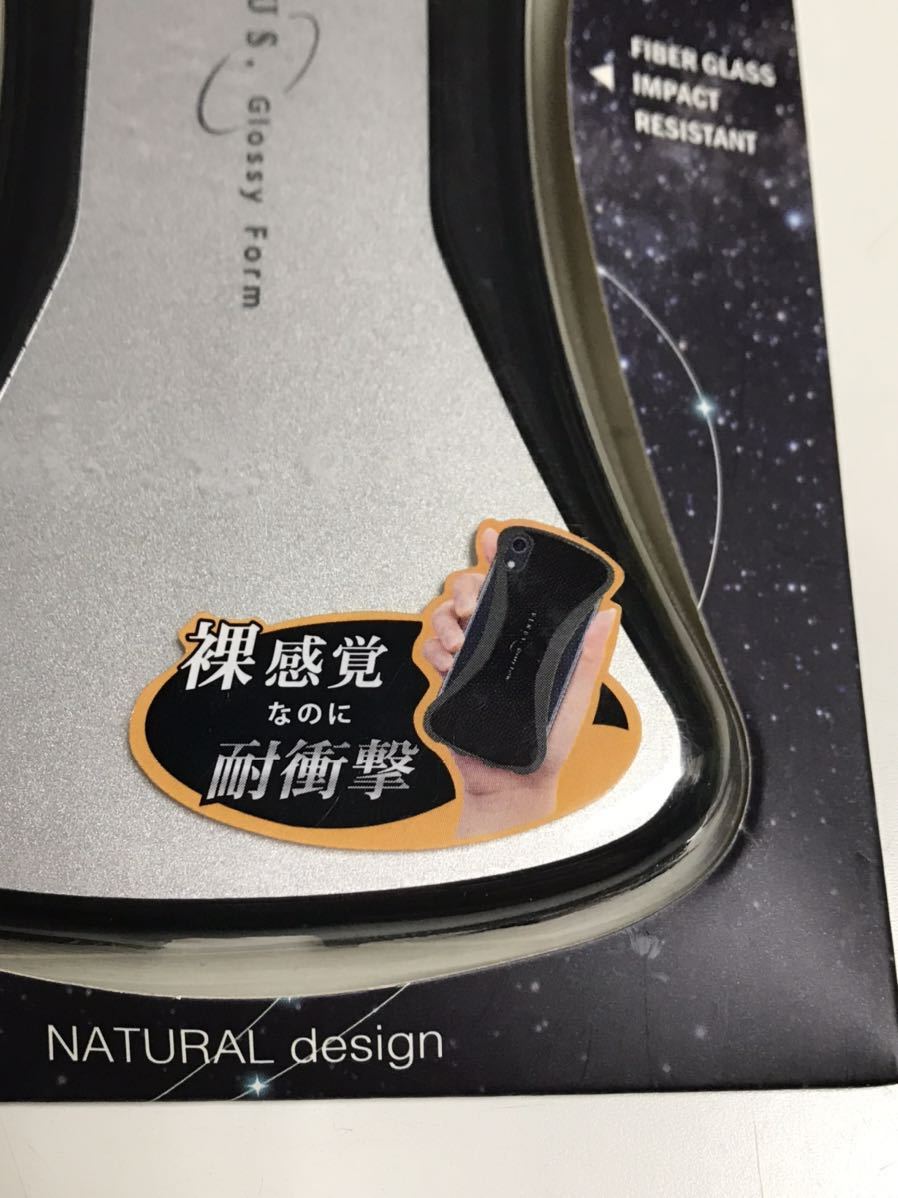 US.
Glossy Form
FIBER GLASS
IMPACT
RESISTANT
裸感覚
なのに
耐衝撃
NATURAL design